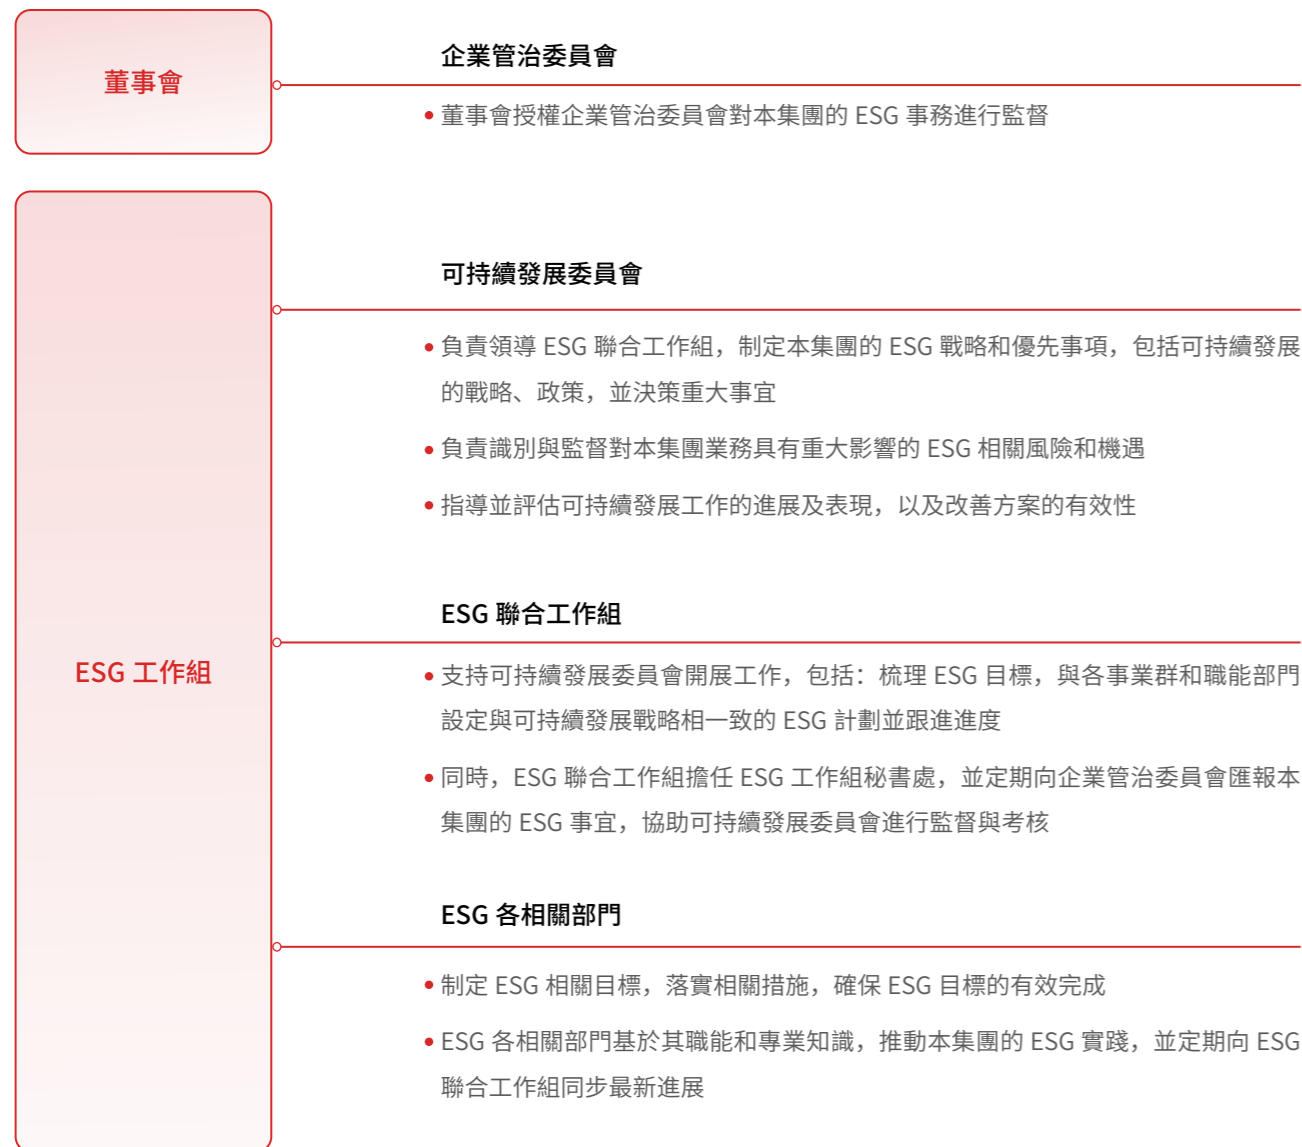 董事會
企業管治委員會
• 董事會授權企業管治委員會對本集團的 ESG 事務進行監督
ESG 工作組
可持續發展委員會
• 負責領導 ESG 聯合工作組，制定本集團的 ESG 戰略和優先事項，包括可持續發展
的戰略、政策，並決策重大事宜
• 負責識別與監督對本集團業務具有重大影響的 ESG 相關風險和機遇
• 指導並評估可持續發展工作的進展及表現，以及改善方案的有效性
ESG 聯合工作組
• 支持可持續發展委員會開展工作，包括：梳理 ESG 目標，與各事業群和職能部門
設定與可持續發展戰略相一致的 ESG 計劃並跟進進度
• 同時，ESG 聯合工作組擔任 ESG 工作組秘書處，並定期向企業管治委員會匯報本
集團的 ESG 事宜，協助可持續發展委員會進行監督與考核
ESG 各相關部門
• 制定 ESG 相關目標，落實相關措施，確保 ESG 目標的有效完成
• ESG 各相關部門基於其職能和專業知識，推動本集團的 ESG 實踐，並定期向 ESG
聯合工作組同步最新進展